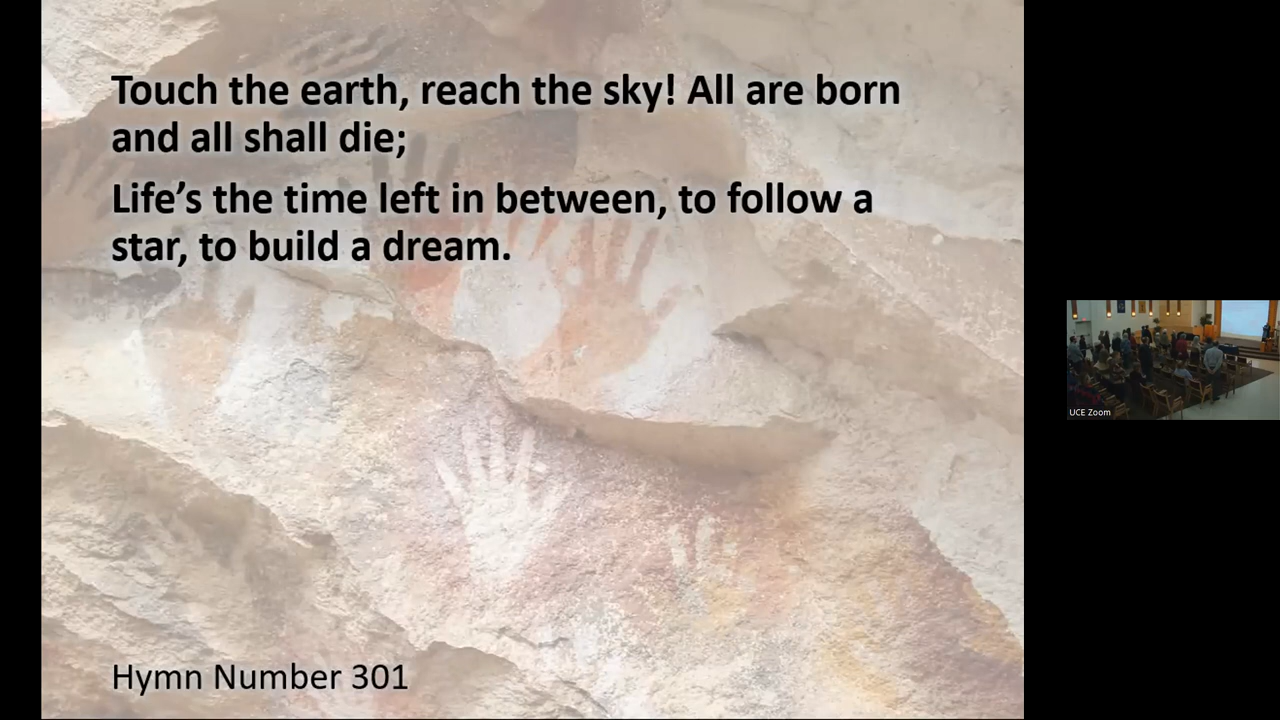 Touch the earth, reach the sky! All are born
and all shall die;
Life’s the time left in between, to follow a
star, to build a dream.
UCE Zoom
Hymn Number 301